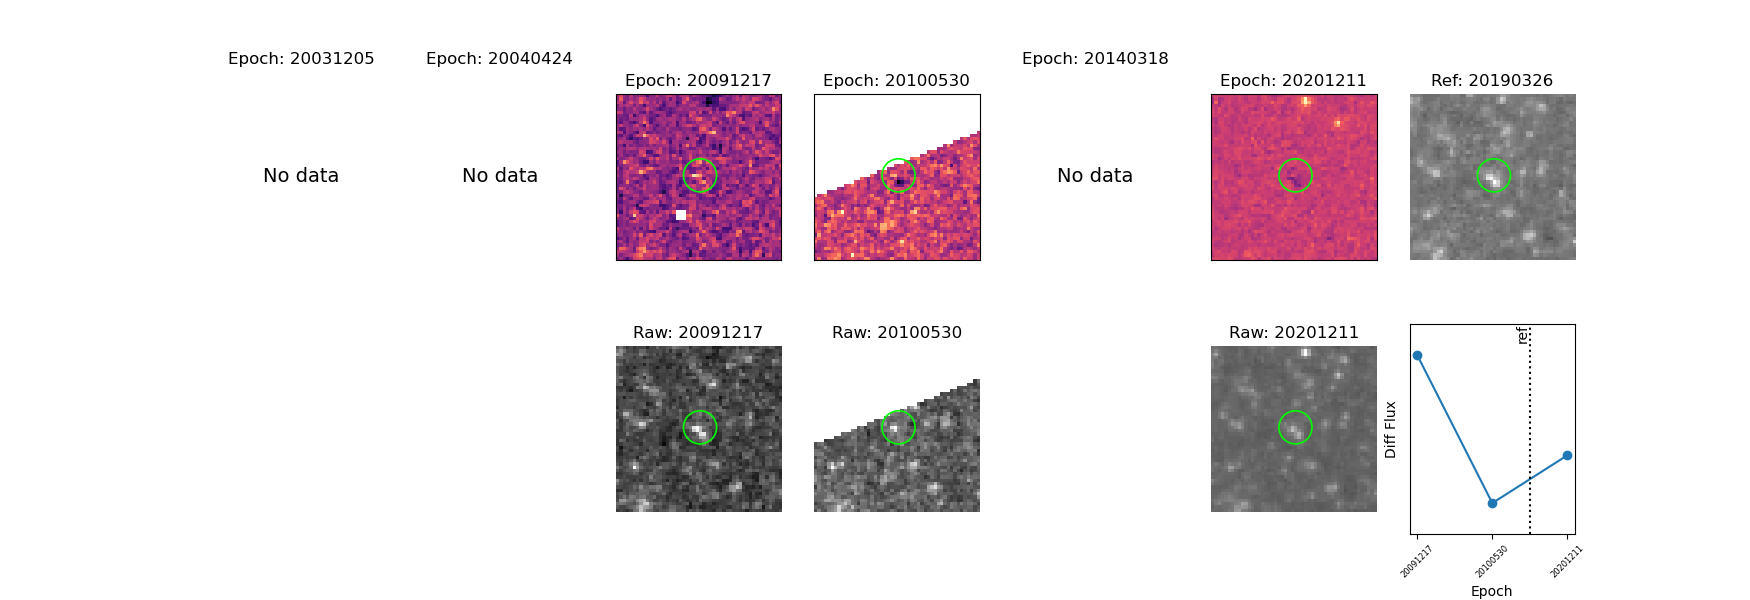 Epoch: 20031205
Epoch: 20040424
Epoch: 20140318
Epoch: 20091217
Epoch: 20100530
Epoch: 20201211
Ref: 20190326
No data
No data
No data
Raw: 20091217
Raw: 20100530
Raw: 20201211
ref
Diff Flux
20091217
20100530
20201211
Epoch